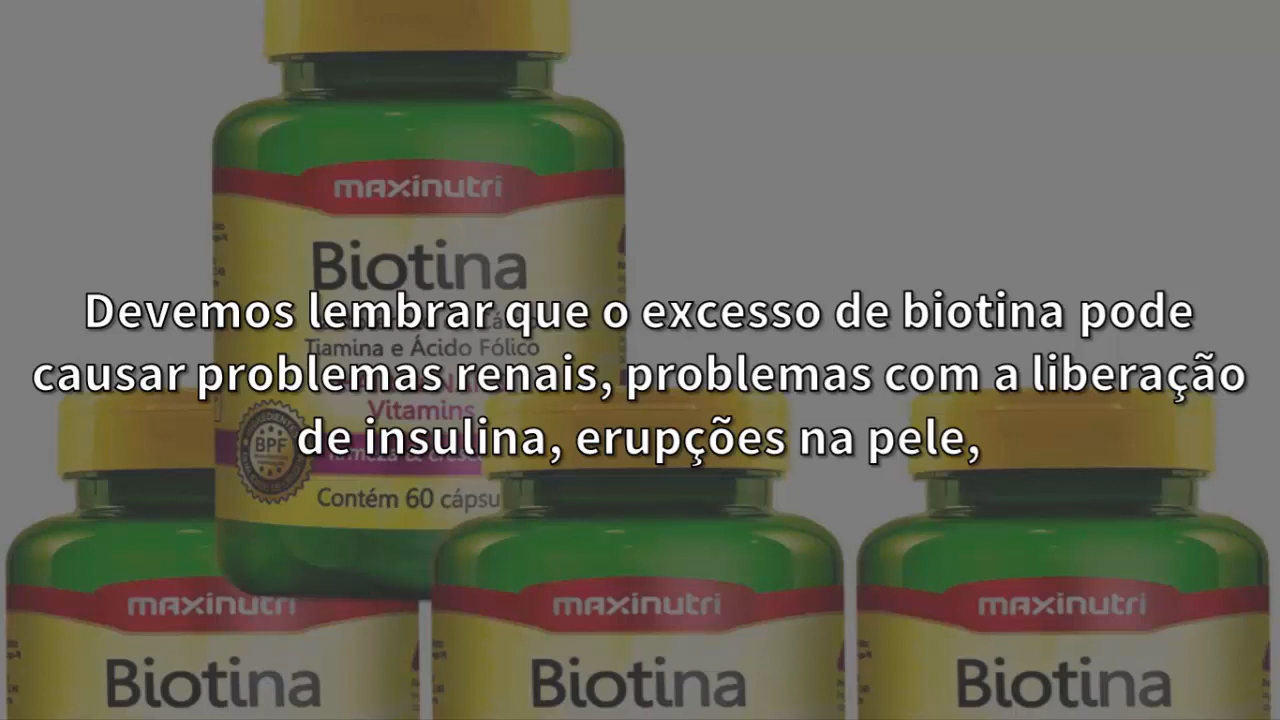 maxinutri
Biotina
Devemos lembrar que o excesso de biotina pode
Tiamina e Ácido Fólico
causar problemas renais, problemas com a liberação
Vitamins
de insulina, erupções na pele,
BPF
Contém 60 cápsu
maxinutri
maxinutri
maxinutri
Biotina
Biotina
Biotina